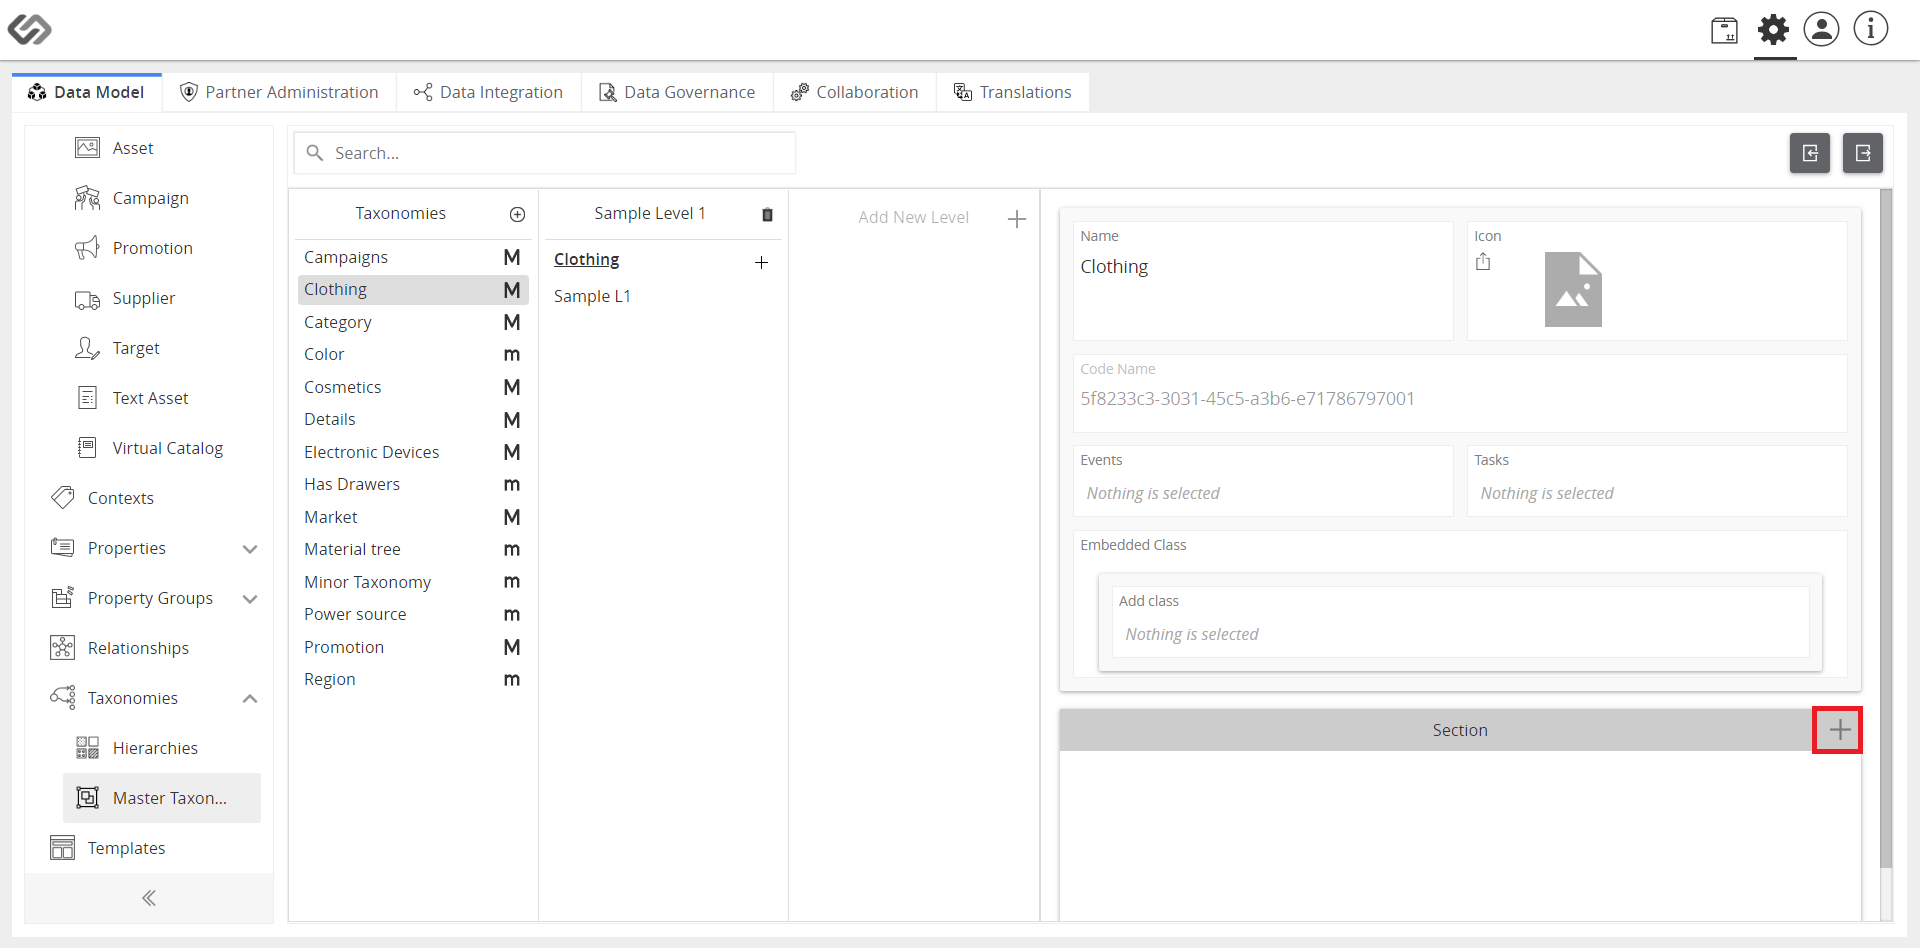 Data Model
Partner Administration
Data Integration
Data Governance
Collaboration
Translations
Asset
Campaign
Promotion
Supplier
Target
Text Asset
Virtual Catalog
Contexts
Properties
Property Groups
Relationships
Taxonomies
Hierarchies
Master Taxon...
Templates
Search...
Taxonomies
Campaigns M
Clothing M
Category M
Color m
Cosmetics M
Details M
Electronic Devices M
Has Drawers m
Market M
Material tree m
Minor Taxonomy m
Power source m
Promotion M
Region m
Sample Level 1
Clothing
Sample L1
Add New Level
Name
Clothing
Icon
Code Name
5f8233c3-3031-45c5-a3b6-e71786797001
Events
Nothing is selected
Tasks
Nothing is selected
Embedded Class
Add class
Nothing is selected
Section